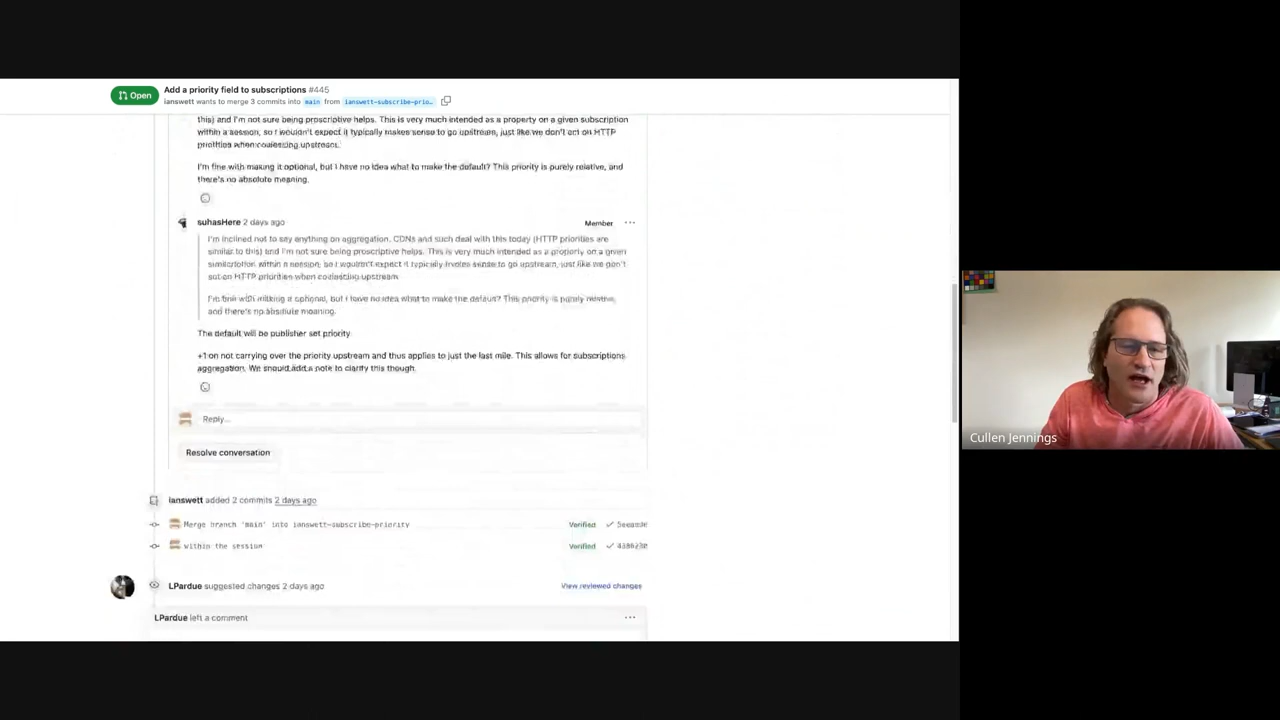 Open
Add a priority field to subscriptions #445
ianswett wants to merge 3 commits into main from ianswett-subscribe-prio...
this) and I'm not sure being proscriptive helps. This is very much intended as a property on a given subscription
within a session, so I wouldn't expect it typically makes sense to go upstream, just like we don't act on HTTP
priorities when coalescing upstream.
I'm fine with making it optional, but I have no idea what to make the default? This priority is purely relative, and
there's no absolute meaning.
suhasHere 2 days ago
Member
I'm inclined not to say anything on aggregation. CDNs and such deal with this today (HTTP priorities are
similar to this) and I'm not sure being proscriptive helps. This is very much intended as a property on a given
subscription within a session, so I wouldn't expect it typically makes sense to go upstream, just like we don't
act on HTTP priorities when coalescing upstream.
I'm fine with making it optional, but I have no idea what to make the default? This priority is purely relative,
and there's no absolute meaning.
The default will be publisher set priority.
+1 on not carrying over the priority upstream and thus applies to just the last mile. This allows for subscriptions
aggregation. We should add a note to clarify this though.
Reply...
Resolve conversation
ianswett added 2 commits 2 days ago
Merge branch 'main' into ianswett-subscribe-priority
Verified
within the session
Verified
LPardue suggested changes 2 days ago
View reviewed changes
LPardue left a comment
Cullen Jennings